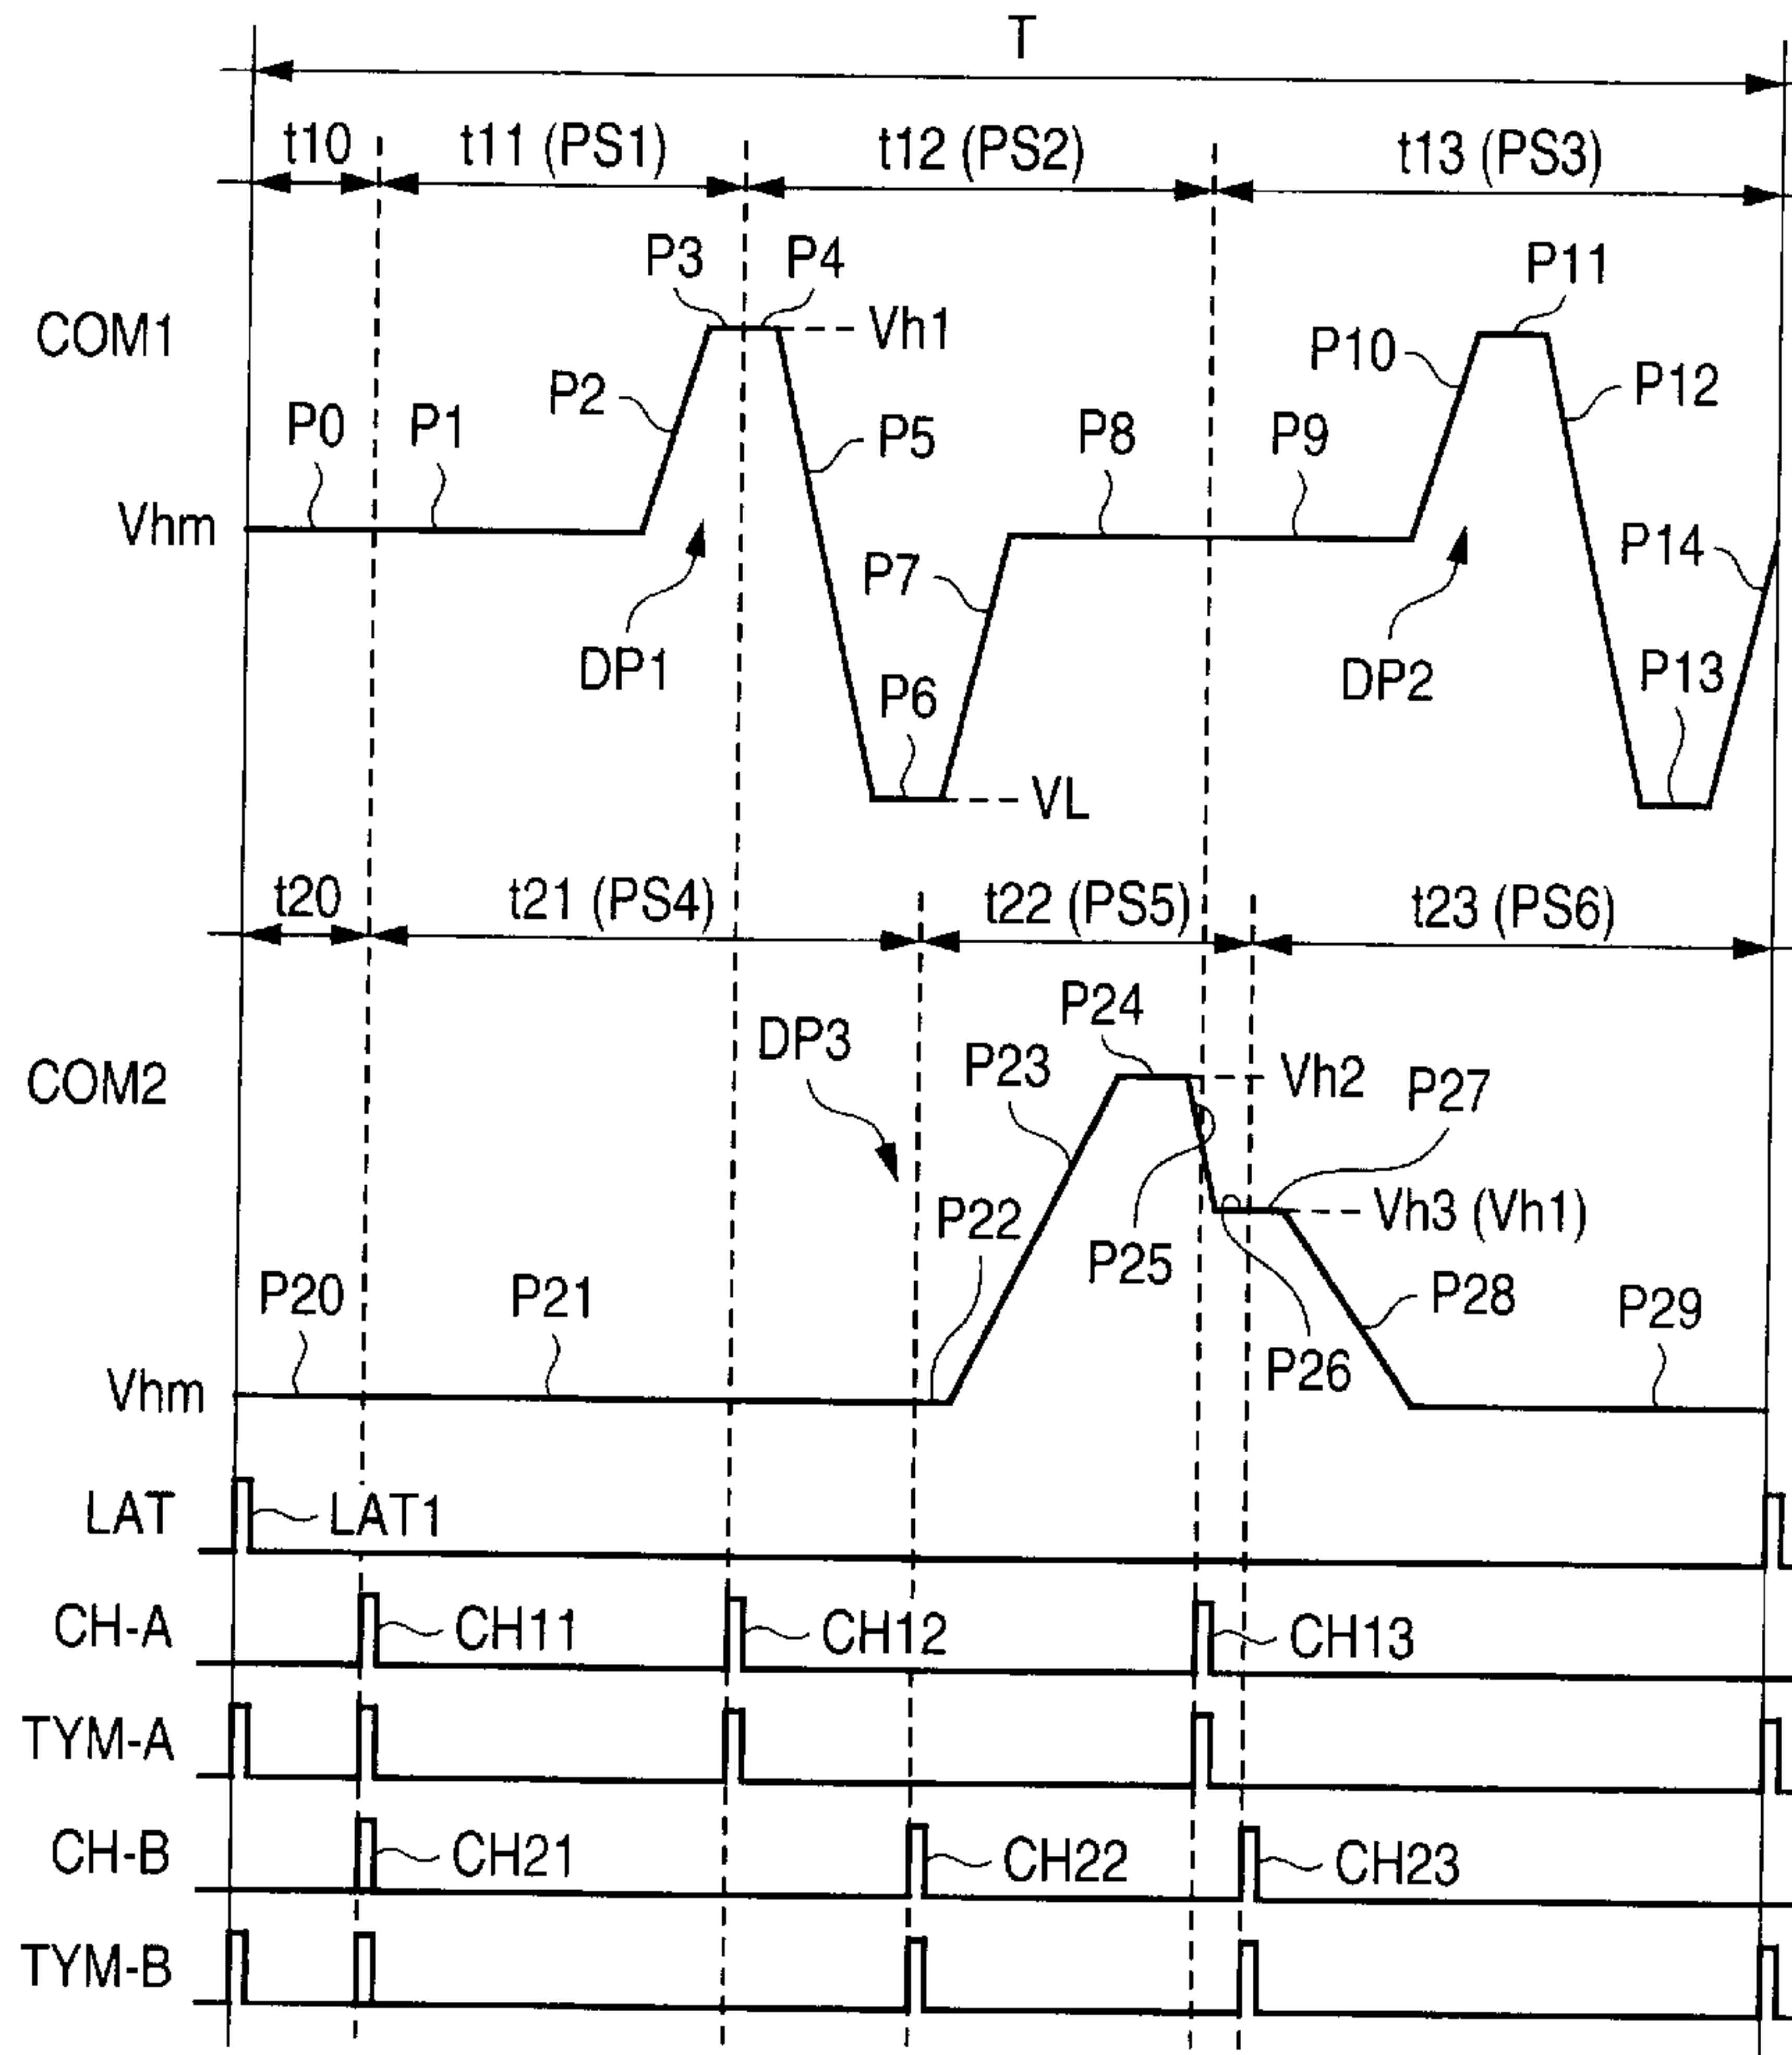 T
t10 t11 (PS1) t12 (PS2) t13 (PS3)
P3 P4 P11
COM1 Vh1 P10
P2 P12
P0 P1 P5 P8 P9
Vhm P7 P14
DP1 P6 DP2 P13
VL
t20 t21 (PS4) t22 (PS5) t23 (PS6)
P24
DP3 P23
COM2 Vh2 P27
P22 P25 Vh3 (Vh1)
P20 P21 P26 P28 P29
Vhm
LAT LAT1
CH-A CH11 CH12 CH13
TYM-A
CH-B CH21 CH22 CH23
TYM-B